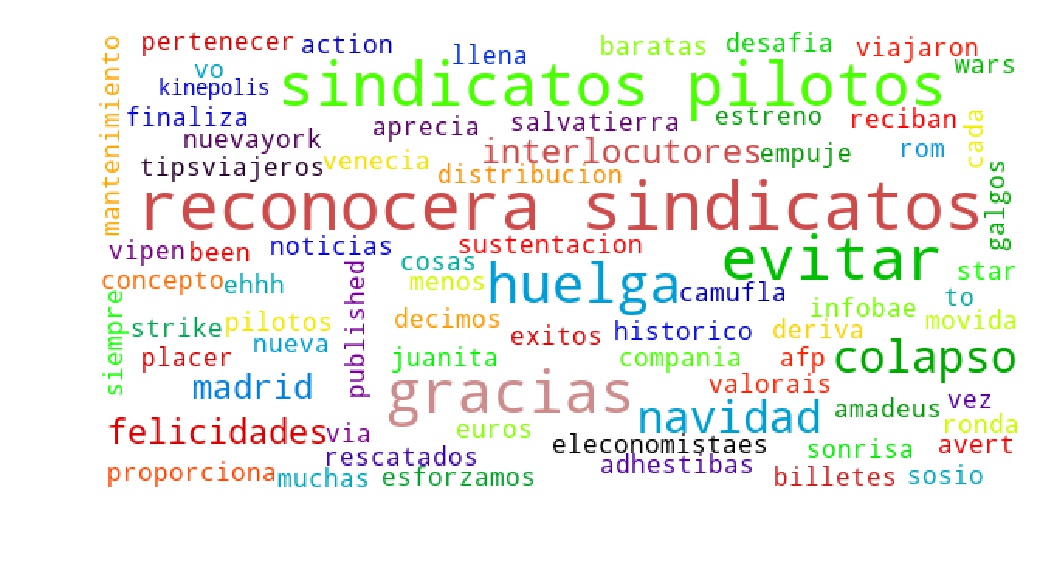 pertenecer action llena baratas desafia viajaron
vo wars
kinepolis sindicatos pilotos
mantenimiento
finaliza aprecia salvatierra estreno reciban
cada
nuevayork interlocutores empuje rom
tipsviajeros venecia distribucion
galgos
reconocera sindicatos
vipen been noticias sustentacion evitar
cosas
concepto ehhh menos huelga camufla star
infobae to
siempre
published
strike pilotos decimos exitos historico deriva movida
nueva
placer juanita compania afp colapso
madrid gracias valorais
navidad amadeus vez
felicidades via euros ronda
eleconomistaes sonrisa avert
rescatados adhestibas
proporciona muchas esforzamos billetes sosio